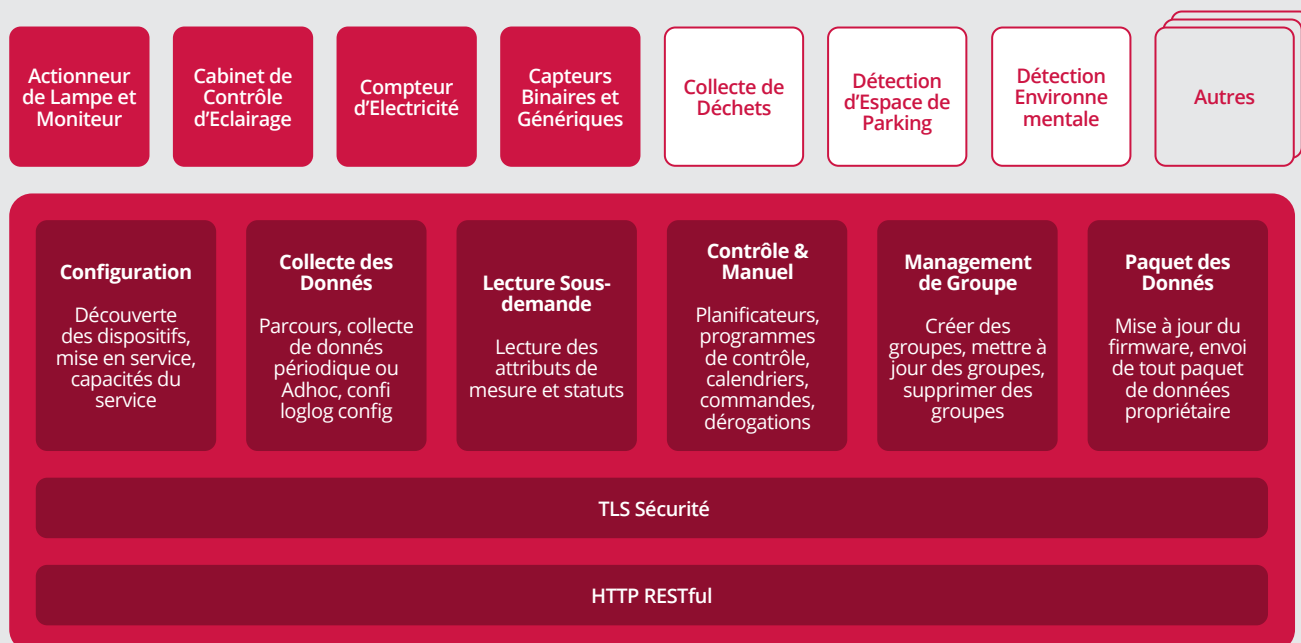 Actionneur
de Lampe et
Moniteur
Cabinet de
Contrôle
d'Eclairage
Compteur
d'Electricité
Capteurs
Binaires et
Génériques
Collecte de
Déchets
Détection
d'Espace de
Parking
Détection
Environne
mentale
Autres
Configuration
Découverte
des dispositifs,
mise en service,
capacités du
service
Collecte des
Donnés
Parcours, collecte
de donnés
périodique ou
Adhoc, confi
loglog config
Lecture Sous-
demande
Lecture des
attributs de
mesure et statuts
Contrôle &
Manuel
Planificateurs,
programmes
de contrôle,
calendriers,
commandes,
dérogations
Management
de Groupe
Créer des
groupes, mettre à
jour des groupes,
supprimer des
groupes
Paquet des
Donnés
Mise à jour du
firmware, envoi
de tout paquet
de données
propriétaire
TLS Sécurité
HTTP RESTful